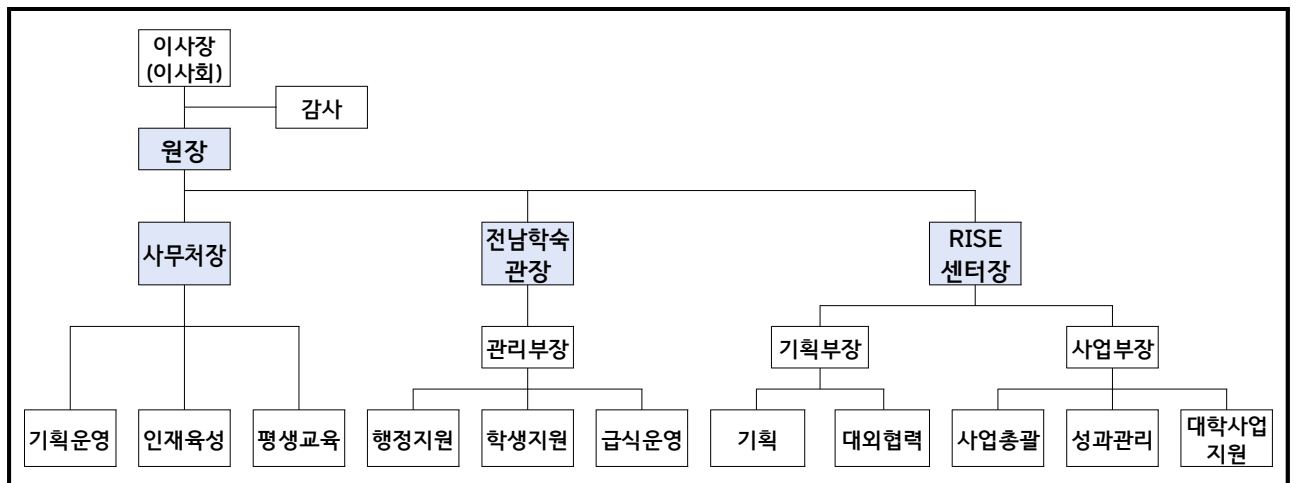 이사장
(이사회)
감사
원장
사무처장
전남학숙
관장
RISE
센터장
관리부장
기획부장
사업부장
기획운영
인재육성
평생교육
행정지원
학생지원
급식운영
기획
대외협력
사업총괄
성과관리
대학사업
지원